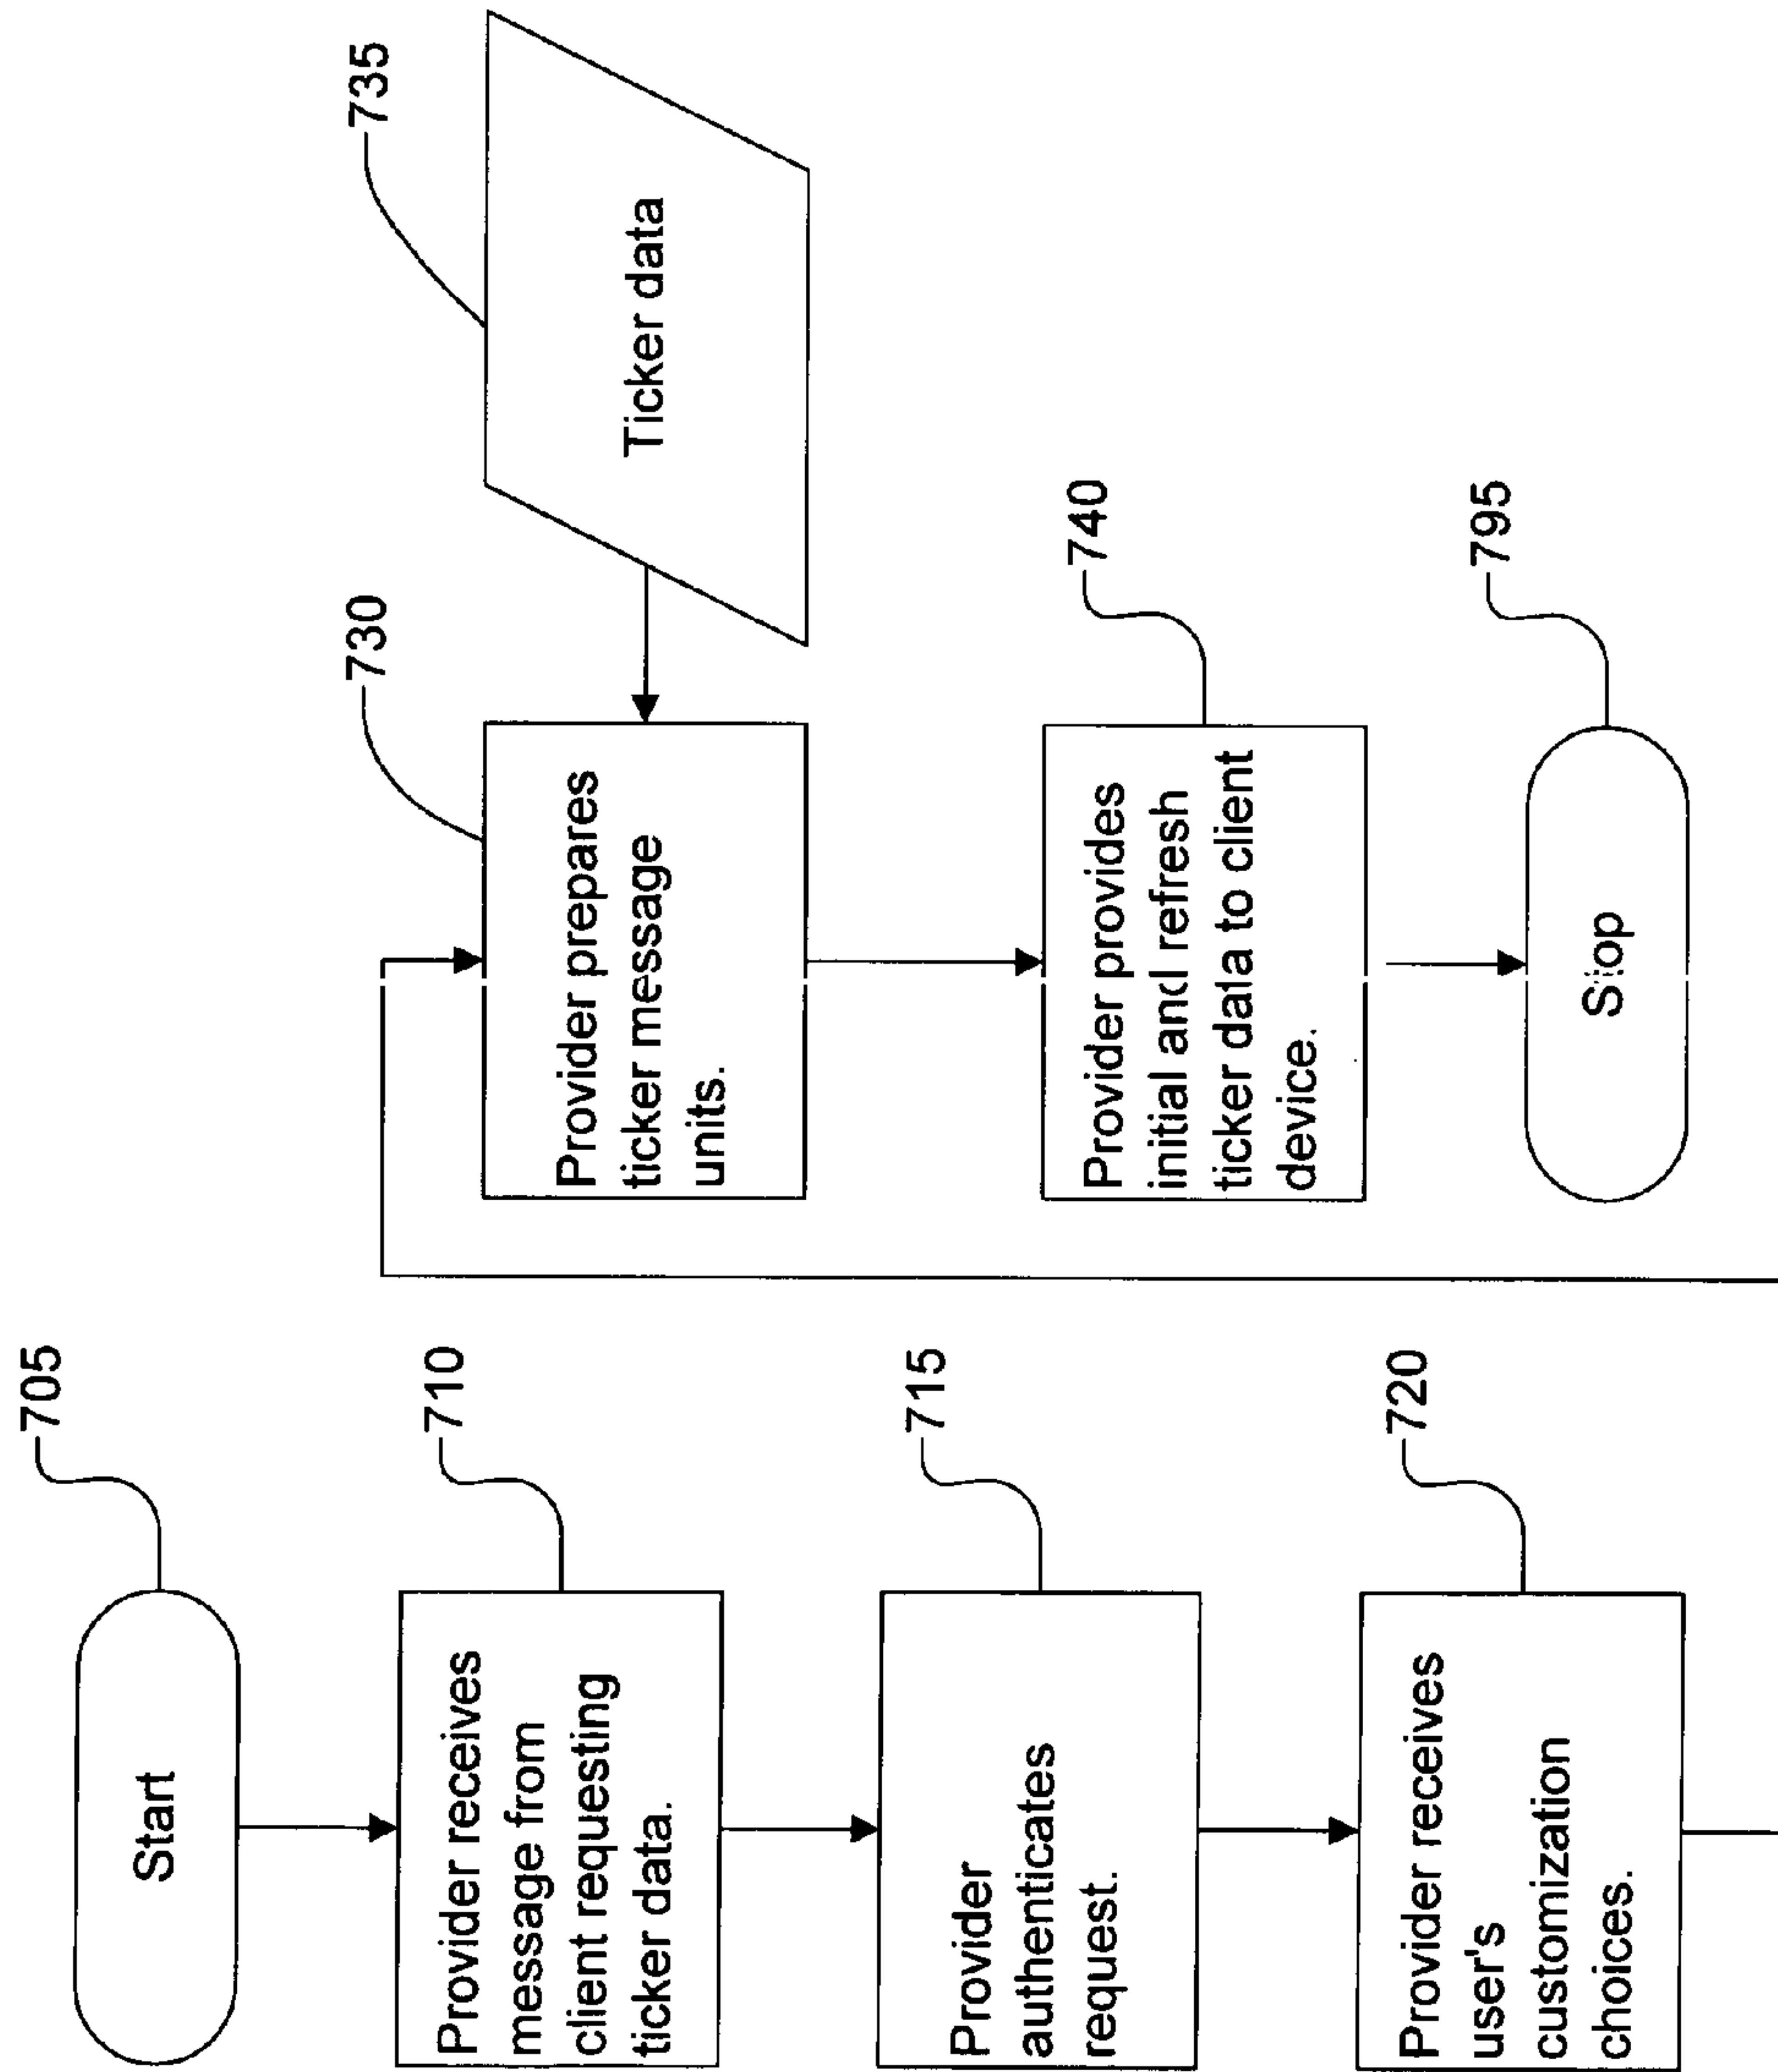 705
Start
710
Provider receives
message from
client requesting
ticker data.
715
Provider
authenticates
request.
720
Provider receives
user's
customization
choices.
730
Provider prepares
ticker message
units.
735
Ticker data
740
Provider provides
initial and refresh
ticker data to client
device.
795
Stop